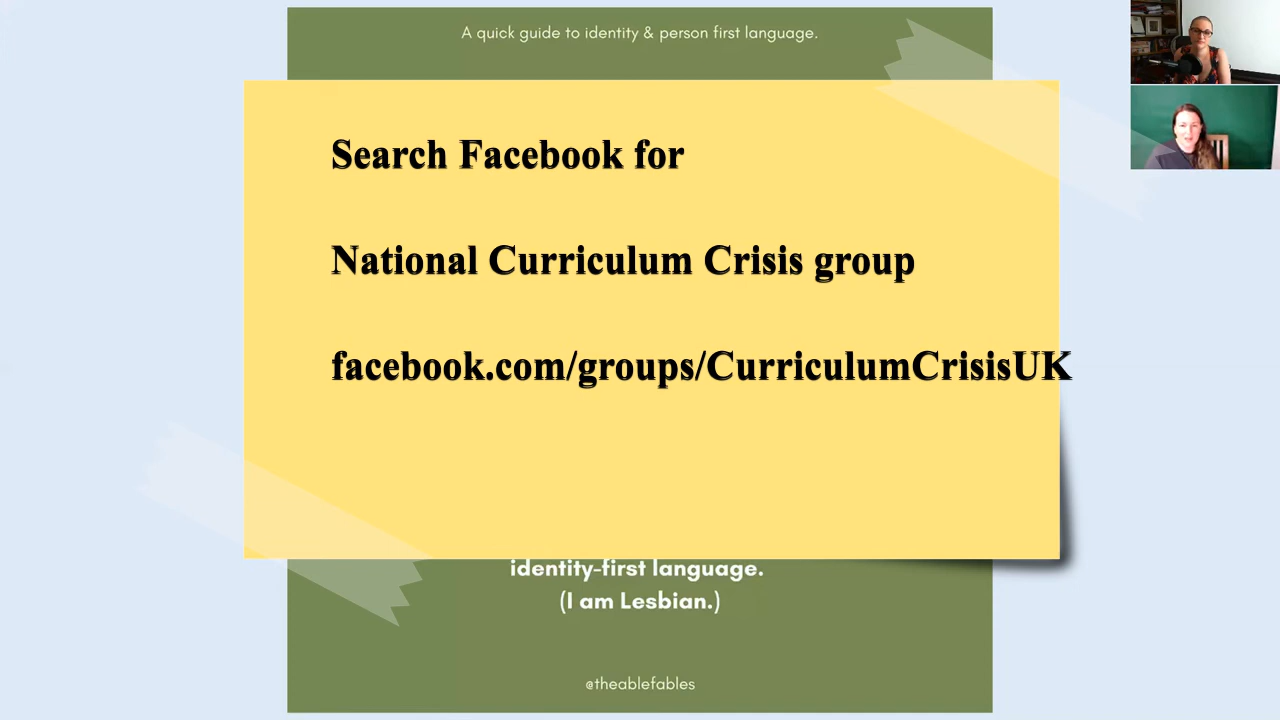 A quick guide to identity & person first language.
Search Facebook for
National Curriculum Crisis group
facebook.com/groups/CurriculumCrisisUK
identity-first language.
(I am Lesbian.)
@theablefables